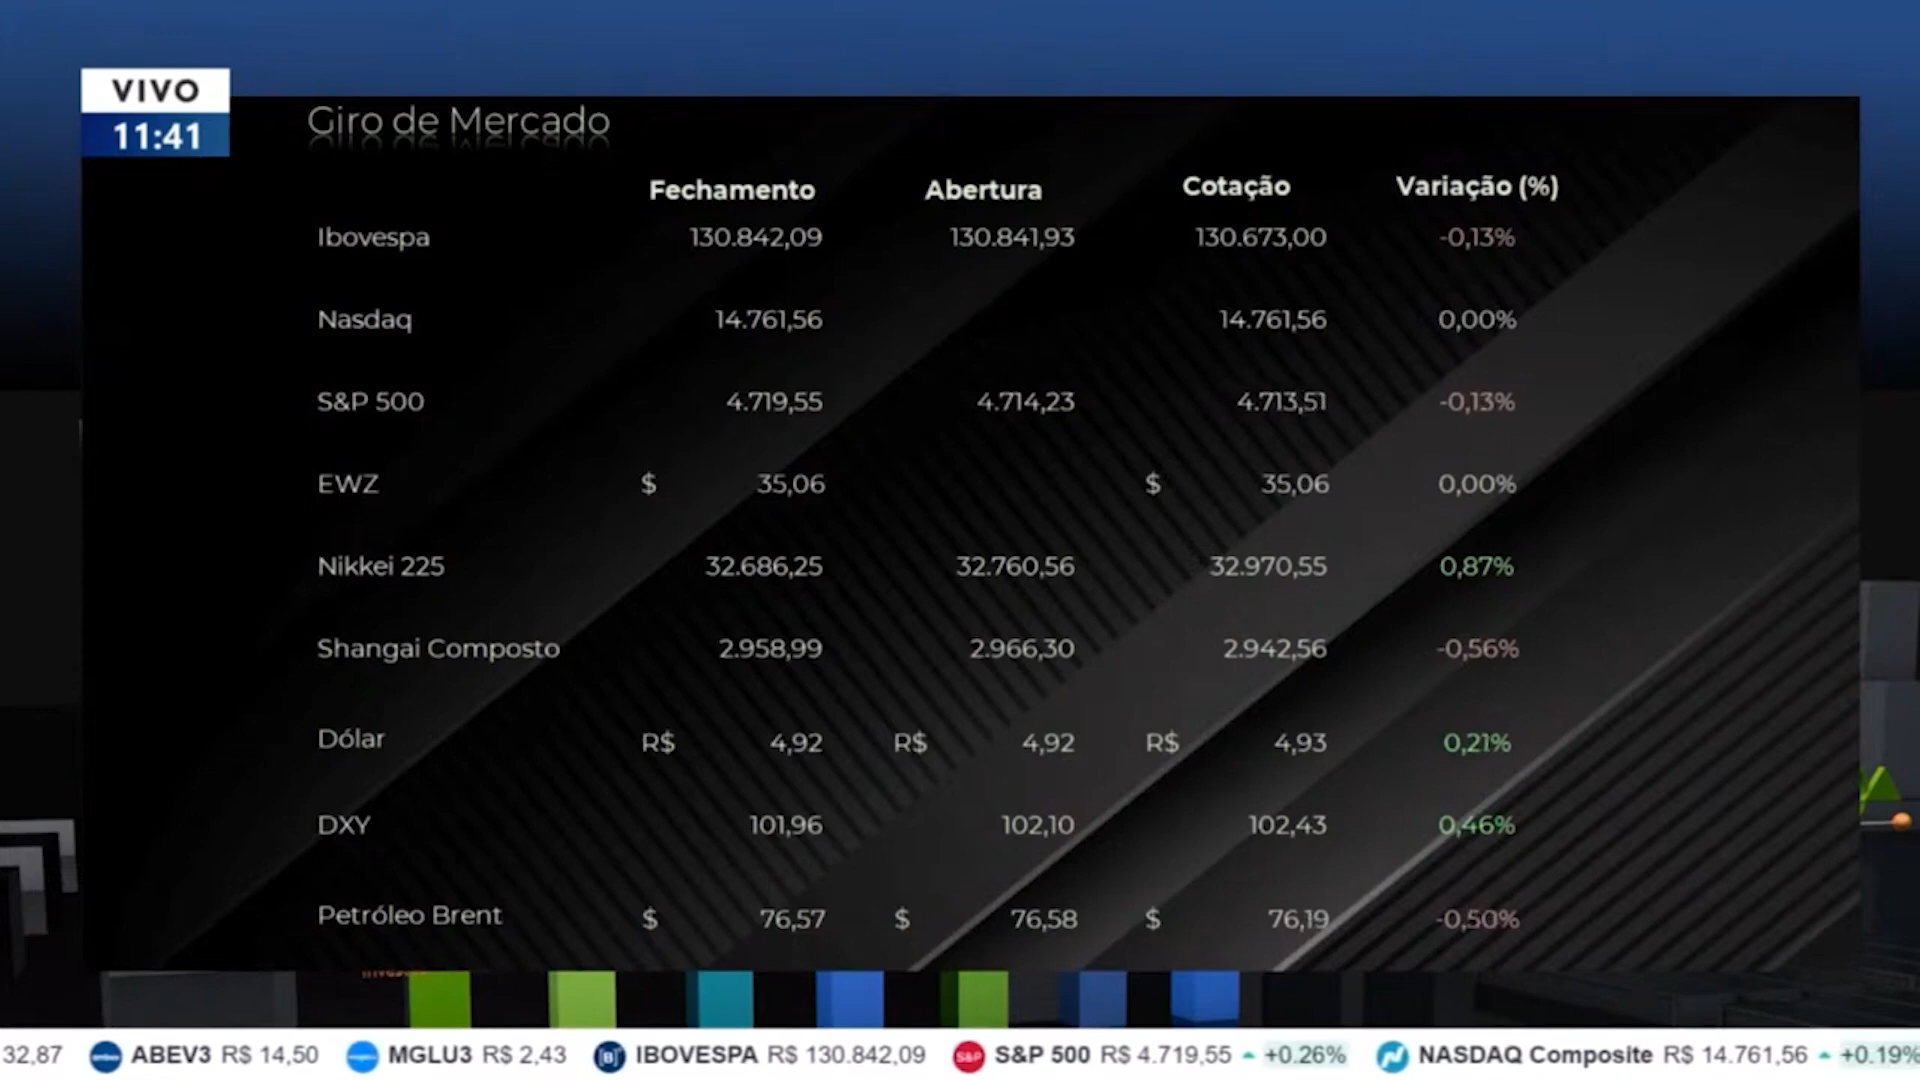 VIVO
11:41
Giro de Mercado
Fechamento Abertura Cotação Variação (%)
Ibovespa 130.842,09 130.841,93 130.673,00 -0,13%
Nasdaq 14.761,56 14.761,56 0,00%
S&P 500 4.719,55 4.714,23 4.713,51 -0,13%
EWZ $ 35,06 $ 35,06 0,00%
Nikkei 225 32.686,25 32.760,56 32.970,55 0,87%
Shangai Composto 2.958,99 2.966,30 2.942,56 -0,56%
Dólar R$ 4,92 R$ 4,92 R$ 4,93 0,21%
DXY 101,96 102,10 102,43 0,46%
Petróleo Brent $ 76,57 $ 76,58 $ 76,19 -0,50%
32,87 ABEV3 R$ 14,50 MGLU3 R$ 2,43 [B] IBOVESPA R$ 130.842,09 S&P S&P 500 R$ 4.719,55 +0.26% NASDAQ Composite R$ 14.761,56 +0.19%